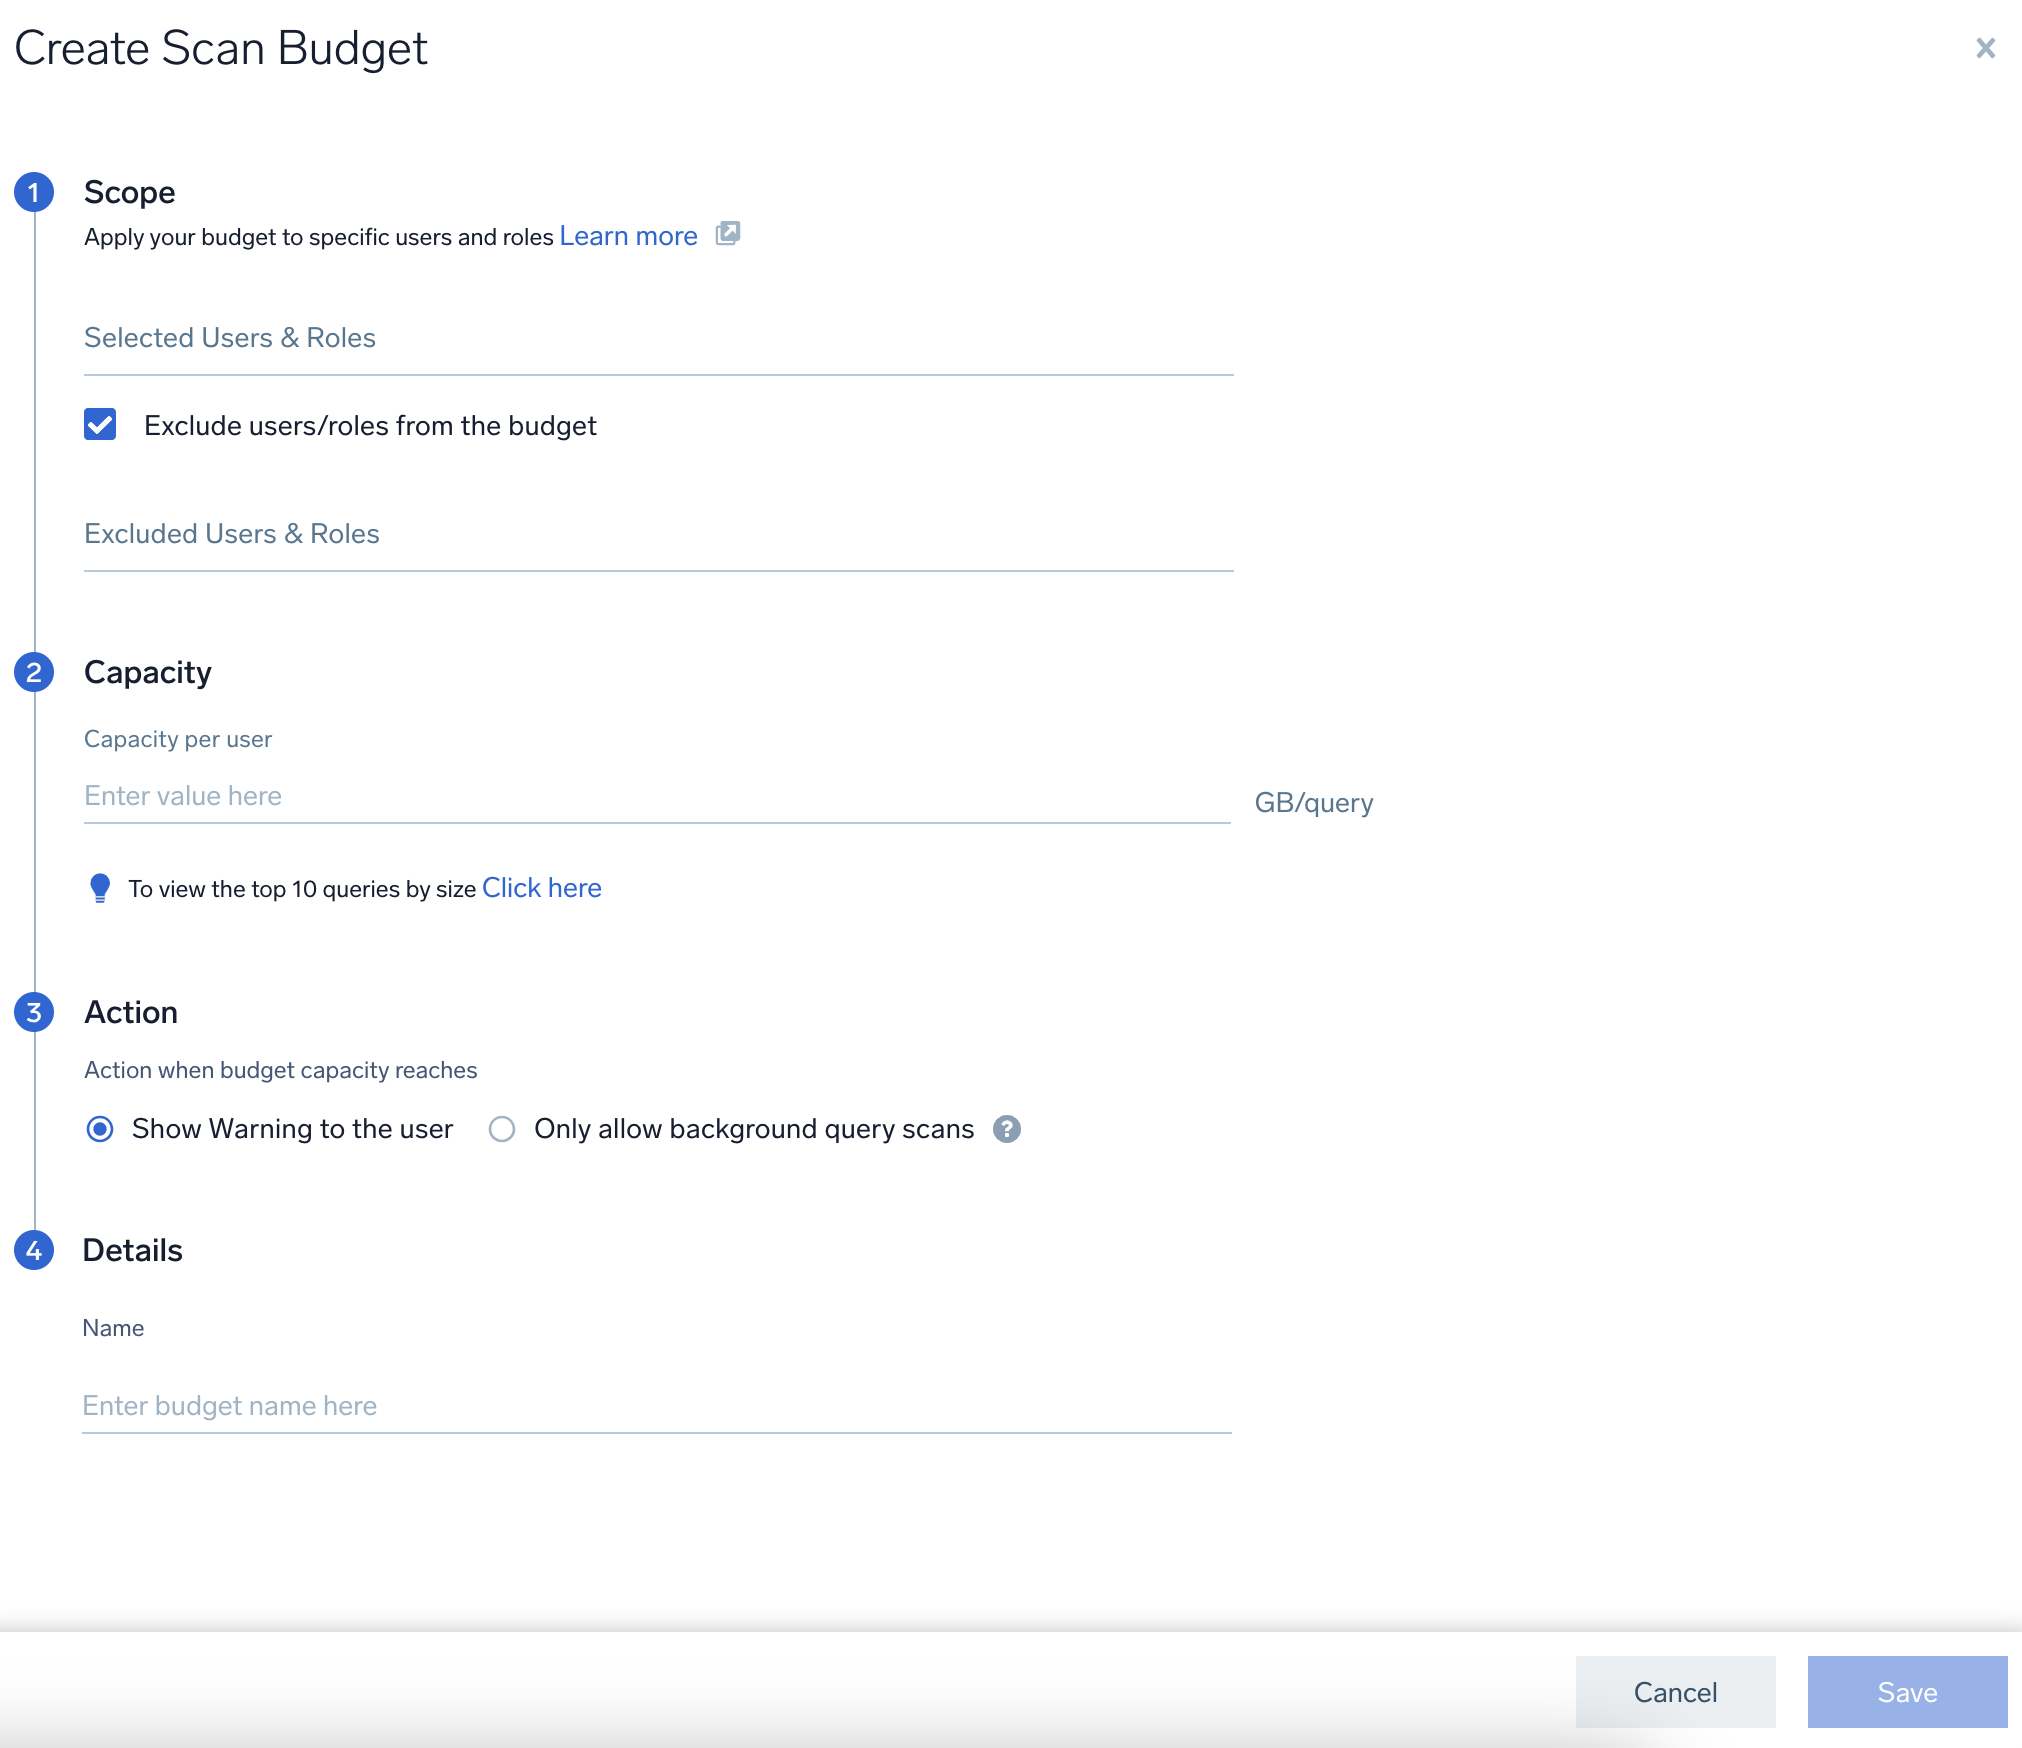 Create Scan Budget
1 Scope
Apply your budget to specific users and roles Learn more
Selected Users & Roles
Exclude users/roles from the budget
Excluded Users & Roles
2 Capacity
Capacity per user
Enter value here GB/query
To view the top 10 queries by size Click here
3 Action
Action when budget capacity reaches
Show Warning to the user Only allow background query scans ?
4 Details
Name
Enter budget name here
Cancel Save